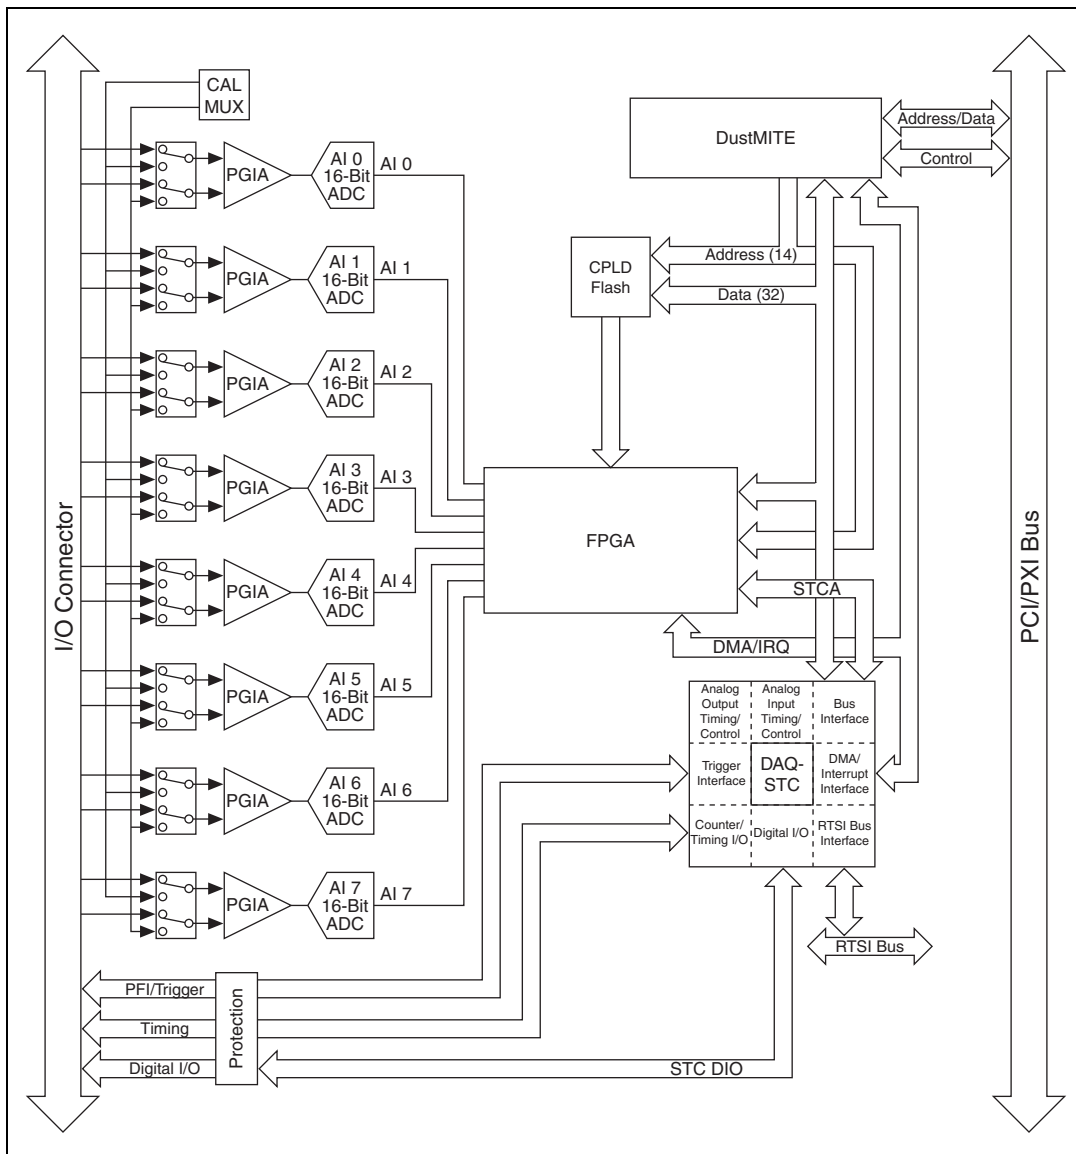 CAL
MUX
DustMITE
Address/Data
Control
PGIA
AI 0
16-Bit
ADC
AI 0
PGIA
AI 1
16-Bit
ADC
AI 1
CPLD
Flash
Address (14)
Data (32)
PGIA
AI 2
16-Bit
ADC
AI 2
PGIA
AI 3
16-Bit
ADC
AI 3
I/O Connector
FPGA
PCI/PXI Bus
PGIA
AI 4
16-Bit
ADC
AI 4
STCA
DMA/IRQ
PGIA
AI 5
16-Bit
ADC
AI 5
Analog
Output
Timing/
Control
Analog
Input
Timing/
Control
Bus
Interface
Trigger
Interface
DAQ-
STC
DMA/
Interrupt
Interface
PGIA
AI 6
16-Bit
ADC
AI 6
Counter/
Timing I/O
Digital I/O
RTSI Bus
Interface
PGIA
AI 7
16-Bit
ADC
AI 7
RTSI Bus
PFI/Trigger
Timing
Digital I/O
Protection
STC DIO